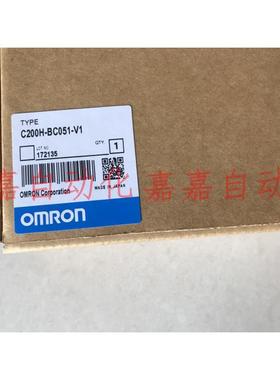 TYPE
C200H-BC051-V1
LOT NO. QTY.
172135 1
MADE IN JAPAN
OMRON Corporation
嘉自动化嘉嘉自动
OMRON